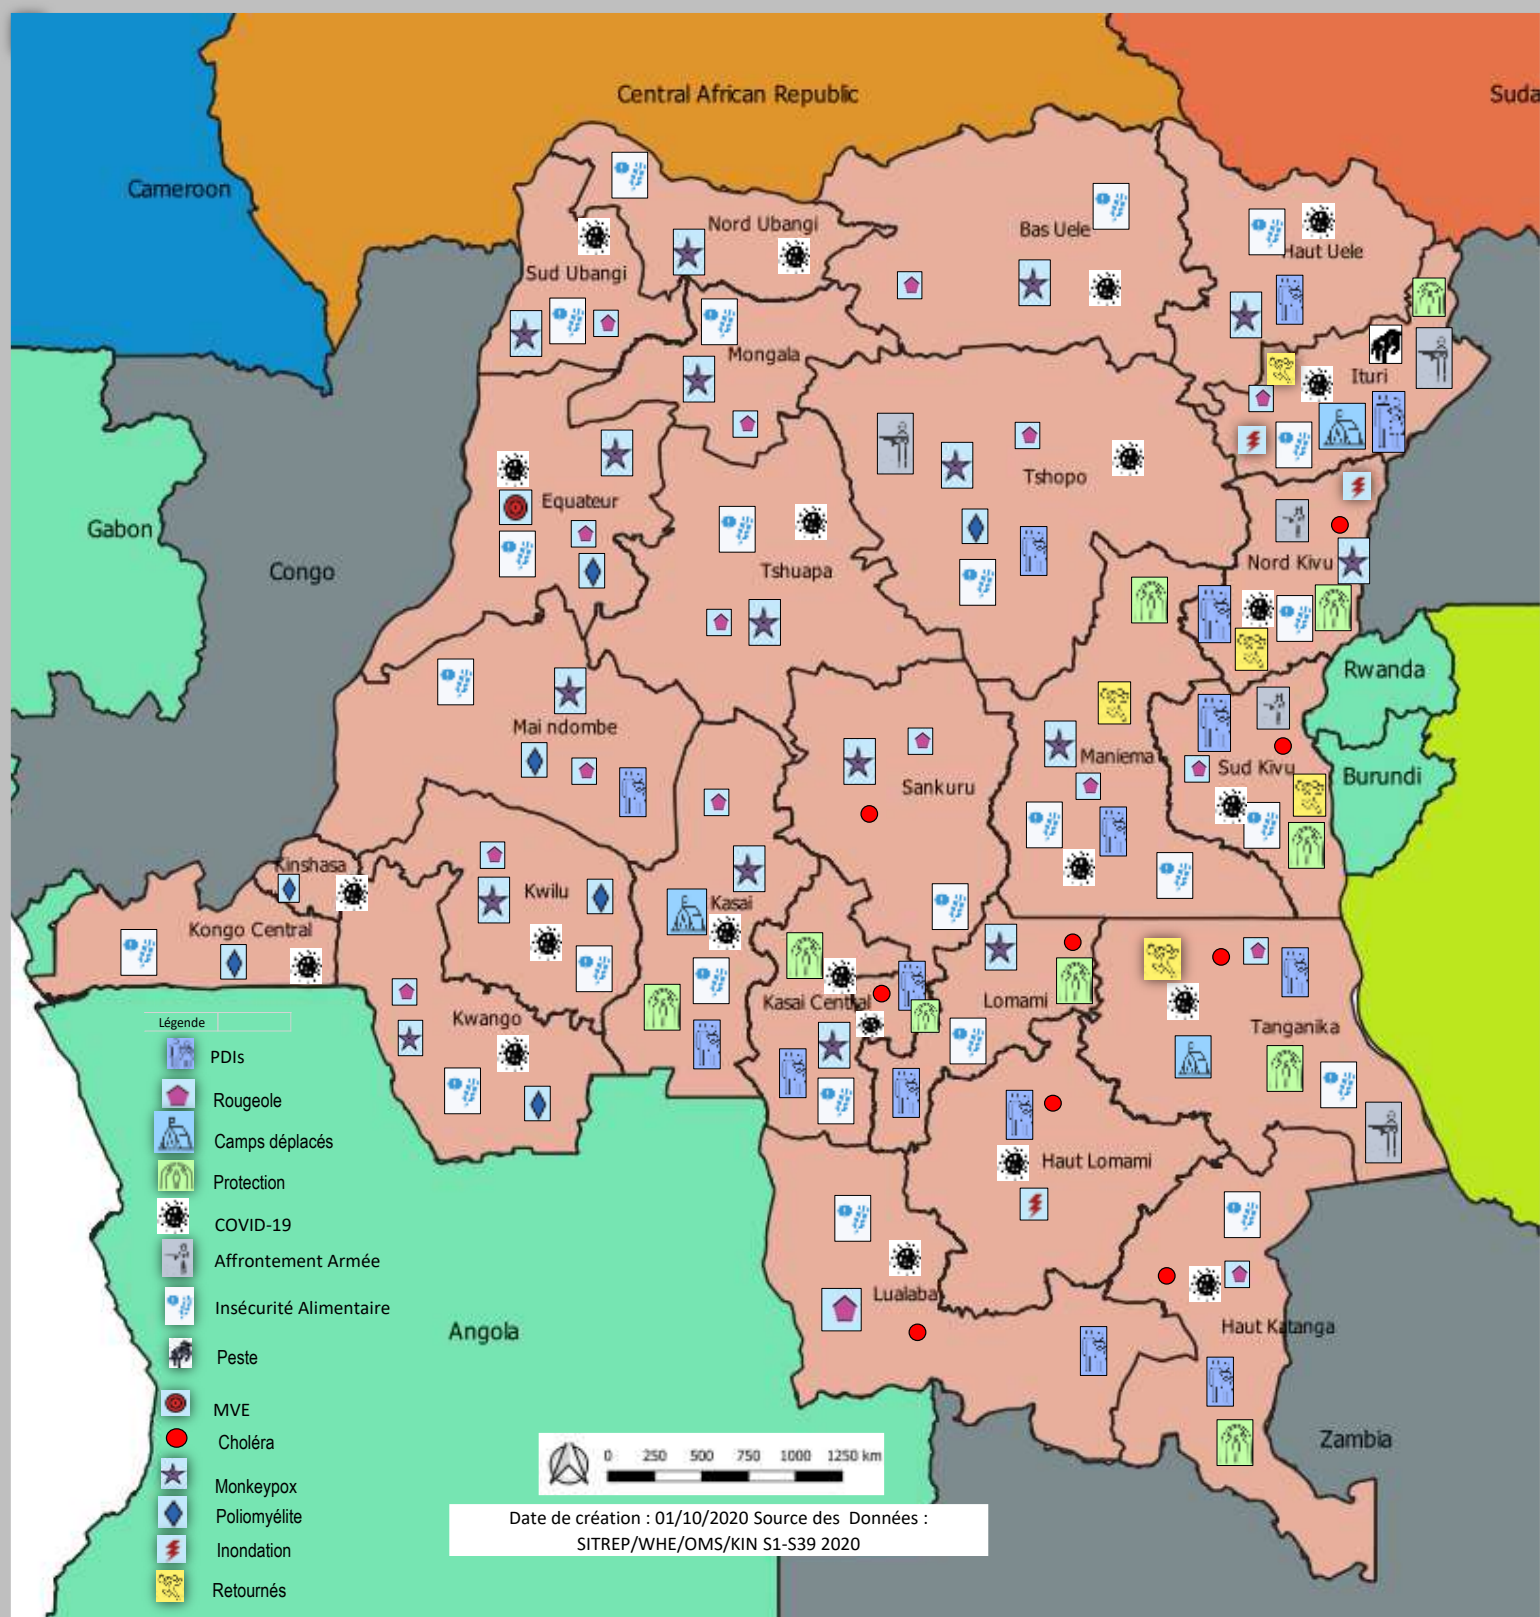 Central African Republic
Suda
Cameroon
Nord Ubangi
Bas Uele
Haut Uele
Sud Ubangi
Mongala
Ituri
Tshopo
Equateur
Gabon
Congo
Tshuapa
Nord Kivu
Rwanda
Mai ndombe
Maniema
Sud Kivu
Burundi
Sankuru
Kinshasa
Kwilu
Kasai
Kongo Central
Kasai Central
Lomami
Kwango
Tanganika
Haut Lomami
Lualaba
Haut Katanga
Angola
Zambia
Légende
PDIs
Rougeole
Camps déplacés
Protection
COVID-19
Affrontement Armée
Insécurité Alimentaire
Peste
MVE
Choléra
Monkeypox
Poliomyélite
Inondation
Retournés
0 250 500 750 1000 1250 km
Date de création : 01/10/2020 Source des Données :
SITREP/WHE/OMS/KIN S1-S39 2020